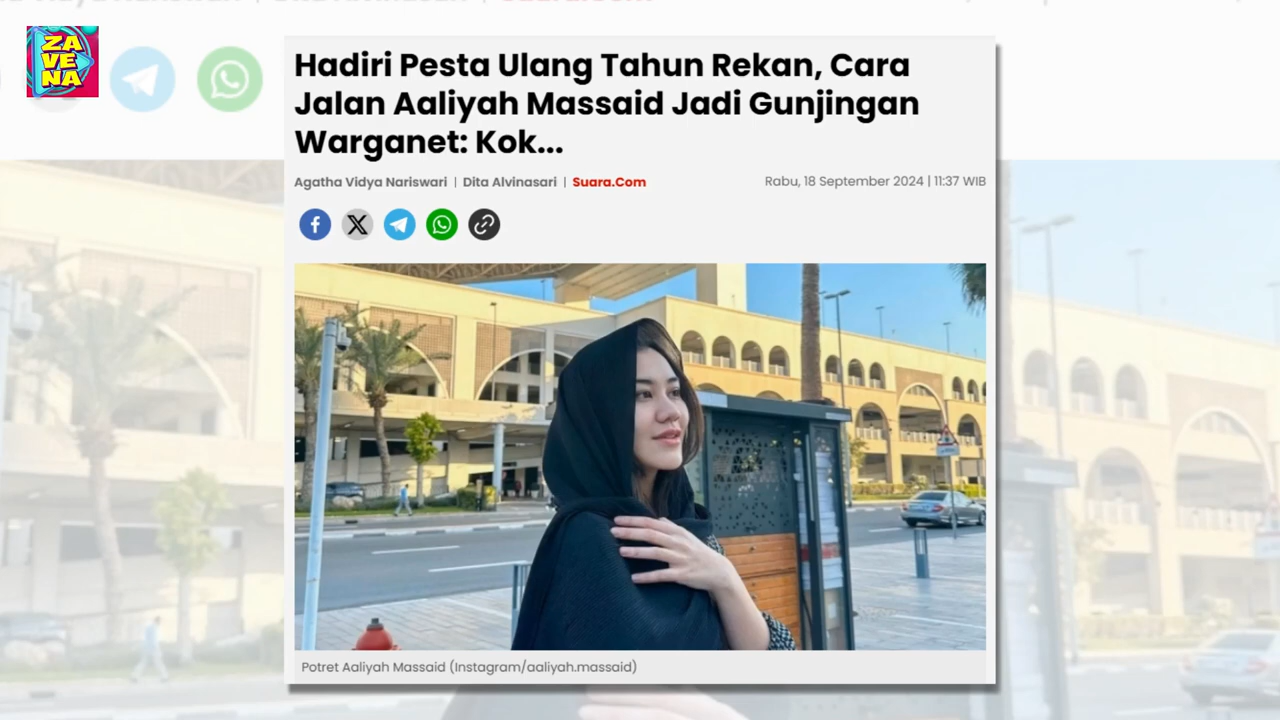 ZA
VE
NA
Hadiri Pesta Ulang Tahun Rekan, Cara
Jalan Aaliyah Massaid Jadi Gunjingan
Warganet: Kok...
Agatha Vidya Nariswari | Dita Alvinasari | Suara.Com
Rabu, 18 September 2024 | 11:37 WIB
Potret Aaliyah Massaid (Instagram/aaliyah.massaid)